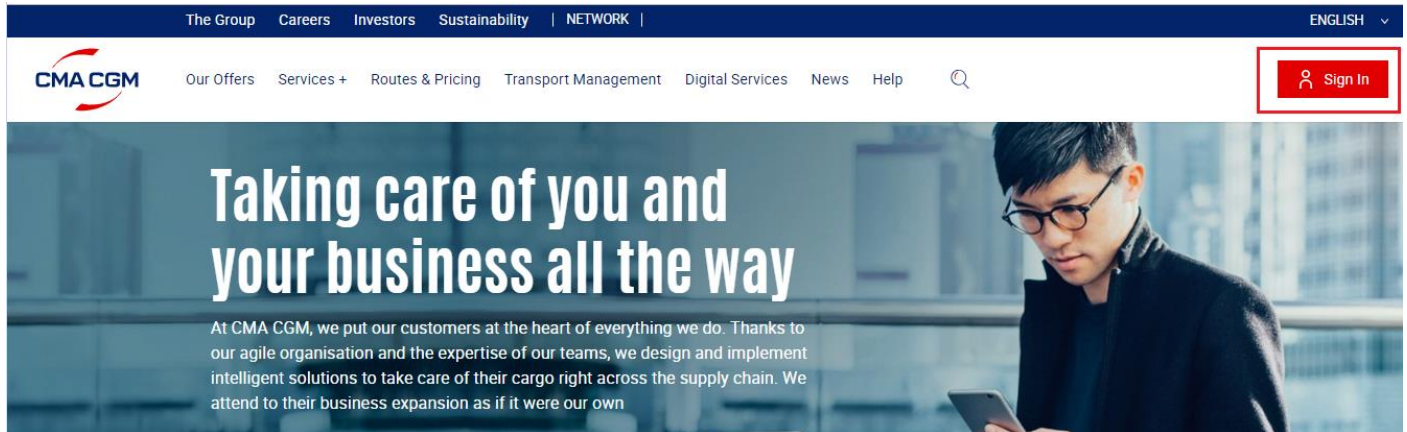 The Group Careers Investors Sustainability | NETWORK | ENGLISH
CMA CGM Our Offers Services + Routes & Pricing Transport Management Digital Services News Help Sign In
Taking care of you and
your business all the way
At CMA CGM, we put our customers at the heart of everything we do. Thanks to
our agile organisation and the expertise of our teams, we design and implement
intelligent solutions to take care of their cargo right across the supply chain. We
attend to their business expansion as if it were our own